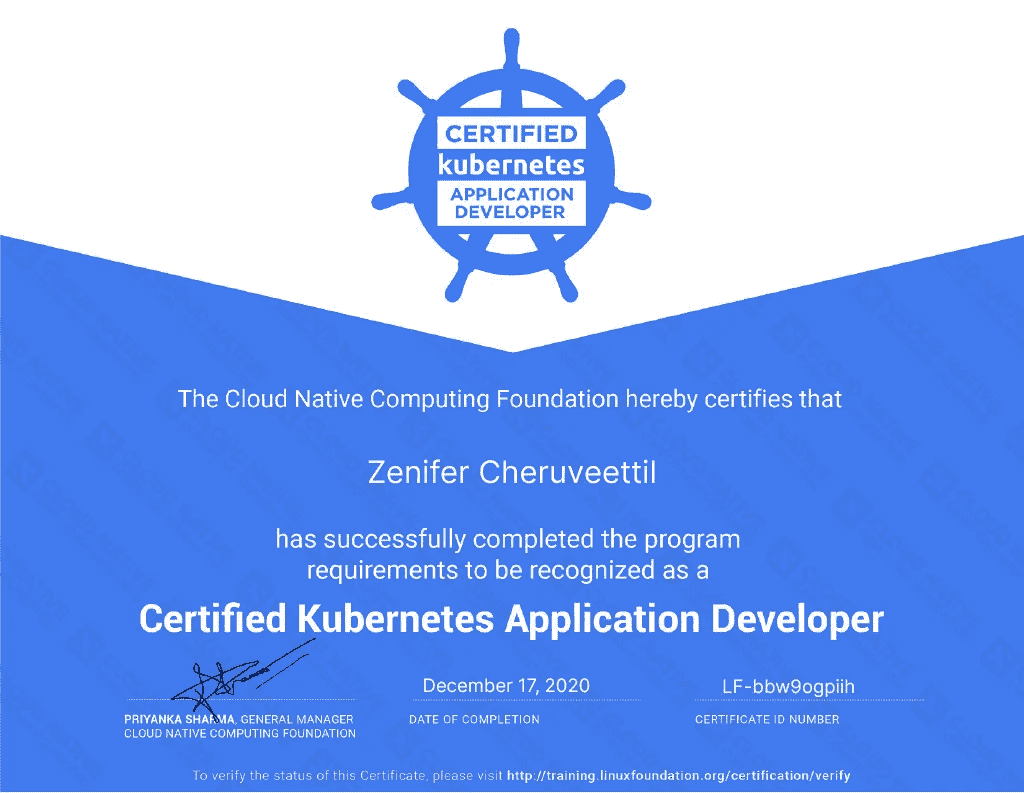 CERTIFIED
kubernetes
APPLICATION
DEVELOPER
The Cloud Native Computing Foundation hereby certifies that
Zenifer Cheruveettil
has successfully completed the program
requirements to be recognized as a
Certified Kubernetes Application Developer
December 17, 2020
LF-bbw9ogpiih
PRIYANKA SHARMA, GENERAL MANAGER
CLOUD NATIVE COMPUTING FOUNDATION
DATE OF COMPLETION
CERTIFICATE ID NUMBER
To verify the status of this Certificate, please visit http://training.linuxfoundation.org/certification/verify